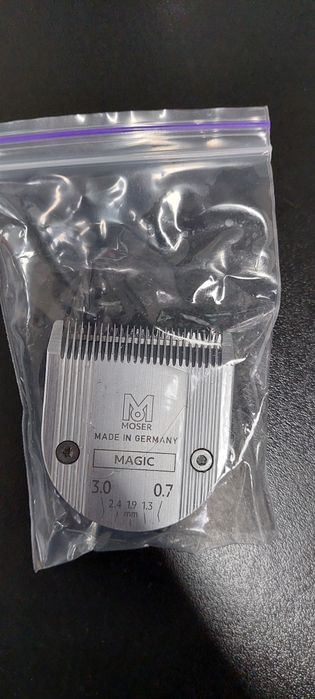 MOSER
MADE IN GERMANY
MAGIC
3.0 0.7
2.4 1.9 1.3
mm